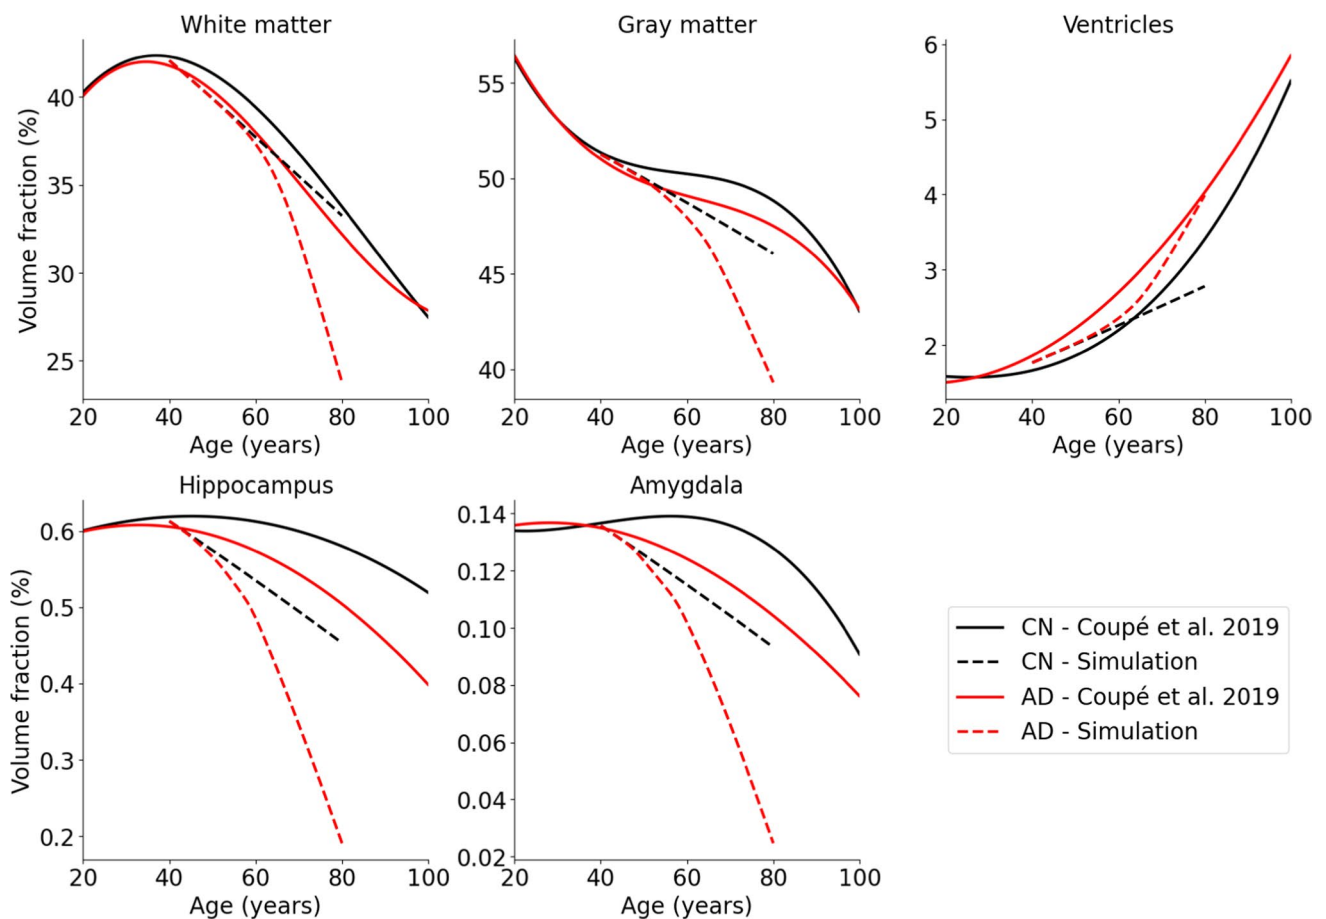 White matter
Gray matter
Ventricles
Volume fraction (%)
40
35
30
25
20 40 60 80 100
Age (years)
55
50
45
40
20 40 60 80 100
Age (years)
6
5
4
3
2
20 40 60 80 100
Age (years)
Hippocampus
Amygdala
Volume fraction (%)
0.6
0.5
0.4
0.3
0.2
20 40 60 80 100
Age (years)
0.14
0.12
0.10
0.08
0.06
0.04
0.02
20 40 60 80 100
Age (years)
CN - Coupé et al. 2019
CN - Simulation
AD - Coupé et al. 2019
AD - Simulation